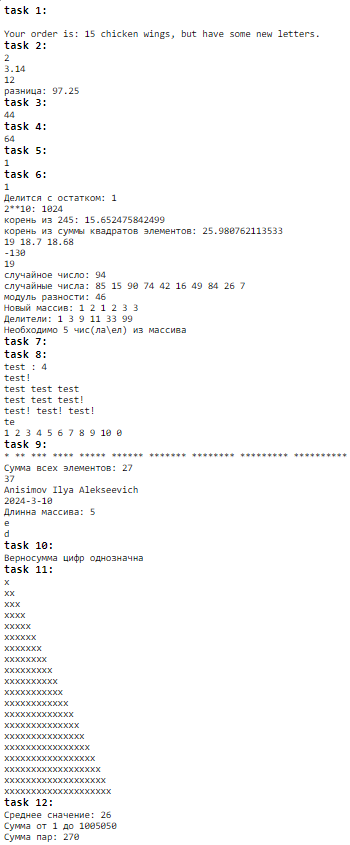 task 1:
Your order is: 15 chicken wings, but have some new letters.
task 2:
2
3.14
12
разница: 97.25
task 3:
44
task 4:
64
task 5:
1
task 6:
1
Делится с остатком: 1
2**10: 1024
корень из 245: 15.652475842499
корень из суммы квадратов элементов: 25.980762113533
19 18.7 18.68
-130
19
случайное число: 94
случайные числа: 85 15 90 74 42 16 49 84 26 7
модуль разности: 46
Новый массив: 1 2 1 2 3 3
Делители: 1 3 9 11 33 99
Необходимо 5 чис(ла\ел) из массива
task 7:
task 8:
test : 4
test!
test test test
test test test!
test! test! test!
te
1 2 3 4 5 6 7 8 9 10 0
task 9:
* ** *** **** ***** ****** ******* ******** ********* **********
Сумма всех элементов: 27
37
Anisimov Ilya Alekseevich
2024-3-10
Длинна массива: 5
e
d
task 10:
Верносумма цифр однозначна
task 11:
x
xx
xxx
xxxx
xxxxx
xxxxxx
xxxxxxx
xxxxxxxx
xxxxxxxxx
xxxxxxxxxx
xxxxxxxxxxx
xxxxxxxxxxxx
xxxxxxxxxxxxx
xxxxxxxxxxxxxx
xxxxxxxxxxxxxxx
xxxxxxxxxxxxxxxx
xxxxxxxxxxxxxxxxx
xxxxxxxxxxxxxxxxxx
xxxxxxxxxxxxxxxxxxx
xxxxxxxxxxxxxxxxxxxx
task 12:
Среднее сначение: 26
Сумма от 1 до 1005050
Сумма пар: 270